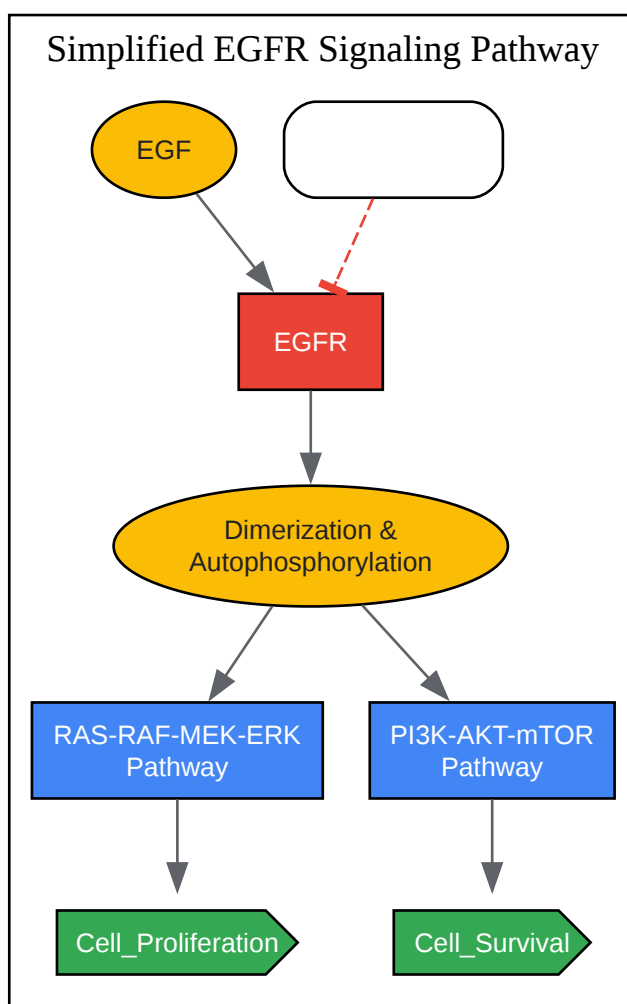 Simplified EGFR Signaling Pathway
EGF
EGFR
Dimerization &
Autophosphorylation
RAS-RAF-MEK-ERK
Pathway
PI3K-AKT-mTOR
Pathway
Cell_Proliferation
Cell_Survival